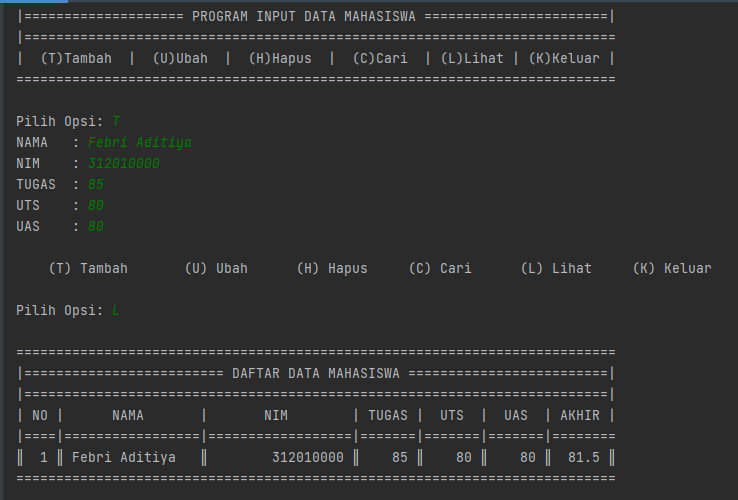 |==================== PROGRAM INPUT DATA MAHASISWA =======================|
|=========================================================================|
|  (T)Tambah  |  (U)Ubah  |  (H)Hapus  |  (C)Cari  | (L)Lihat | (K)Keluar |
===========================================================================
Pilih Opsi: T
NAMA   : Febri Aditiya
NIM    : 312010000
TUGAS  : 85
UTS    : 80
UAS    : 80
(T) Tambah       (U) Ubah      (H) Hapus     (C) Cari      (L) Lihat     (K) Keluar
Pilih Opsi: L
===========================================================================
|========================= DAFTAR DATA MAHASISWA =========================|
|=========================================================================|
| NO |      NAMA       |       NIM        | TUGAS |  UTS  |  UAS  | AKHIR |
|====|=================|==================|=======|=======|=======|========
║  1 ║ Febri Aditiya   ║        312010000 ║    85 ║    80 ║    80 ║  81.5 ║
===========================================================================